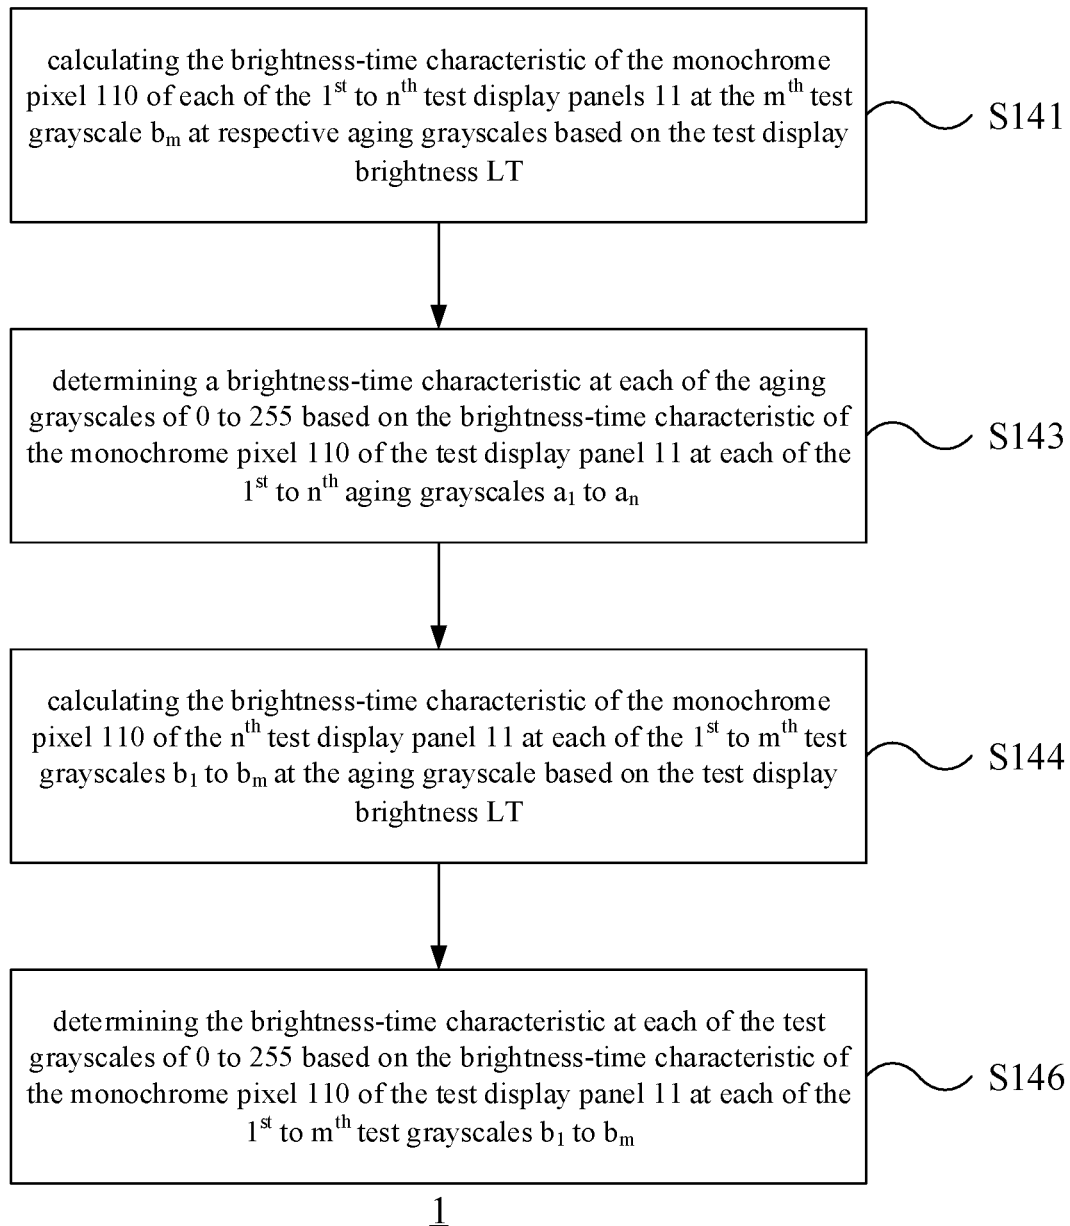 calculating the brightness-time characteristic of the monochrome
pixel 110 of each of the 1st to nth test display panels 11 at the mth test
grayscale bm at respective aging grayscales based on the test display
brightness LT
S141
determining a brightness-time characteristic at each of the aging
grayscales of 0 to 255 based on the brightness-time characteristic of
the monochrome pixel 110 of the test display panel 11 at each of the
1st to nth aging grayscales a1 to an
S143
calculating the brightness-time characteristic of the monochrome
pixel 110 of the nth test display panel 11 at each of the 1st to mth test
grayscales b1 to bm at the aging grayscale based on the test display
brightness LT
S144
determining the brightness-time characteristic at each of the test
grayscales of 0 to 255 based on the brightness-time characteristic of
the monochrome pixel 110 of the test display panel 11 at each of the
1st to mth test grayscales b1 to bm
S146
1